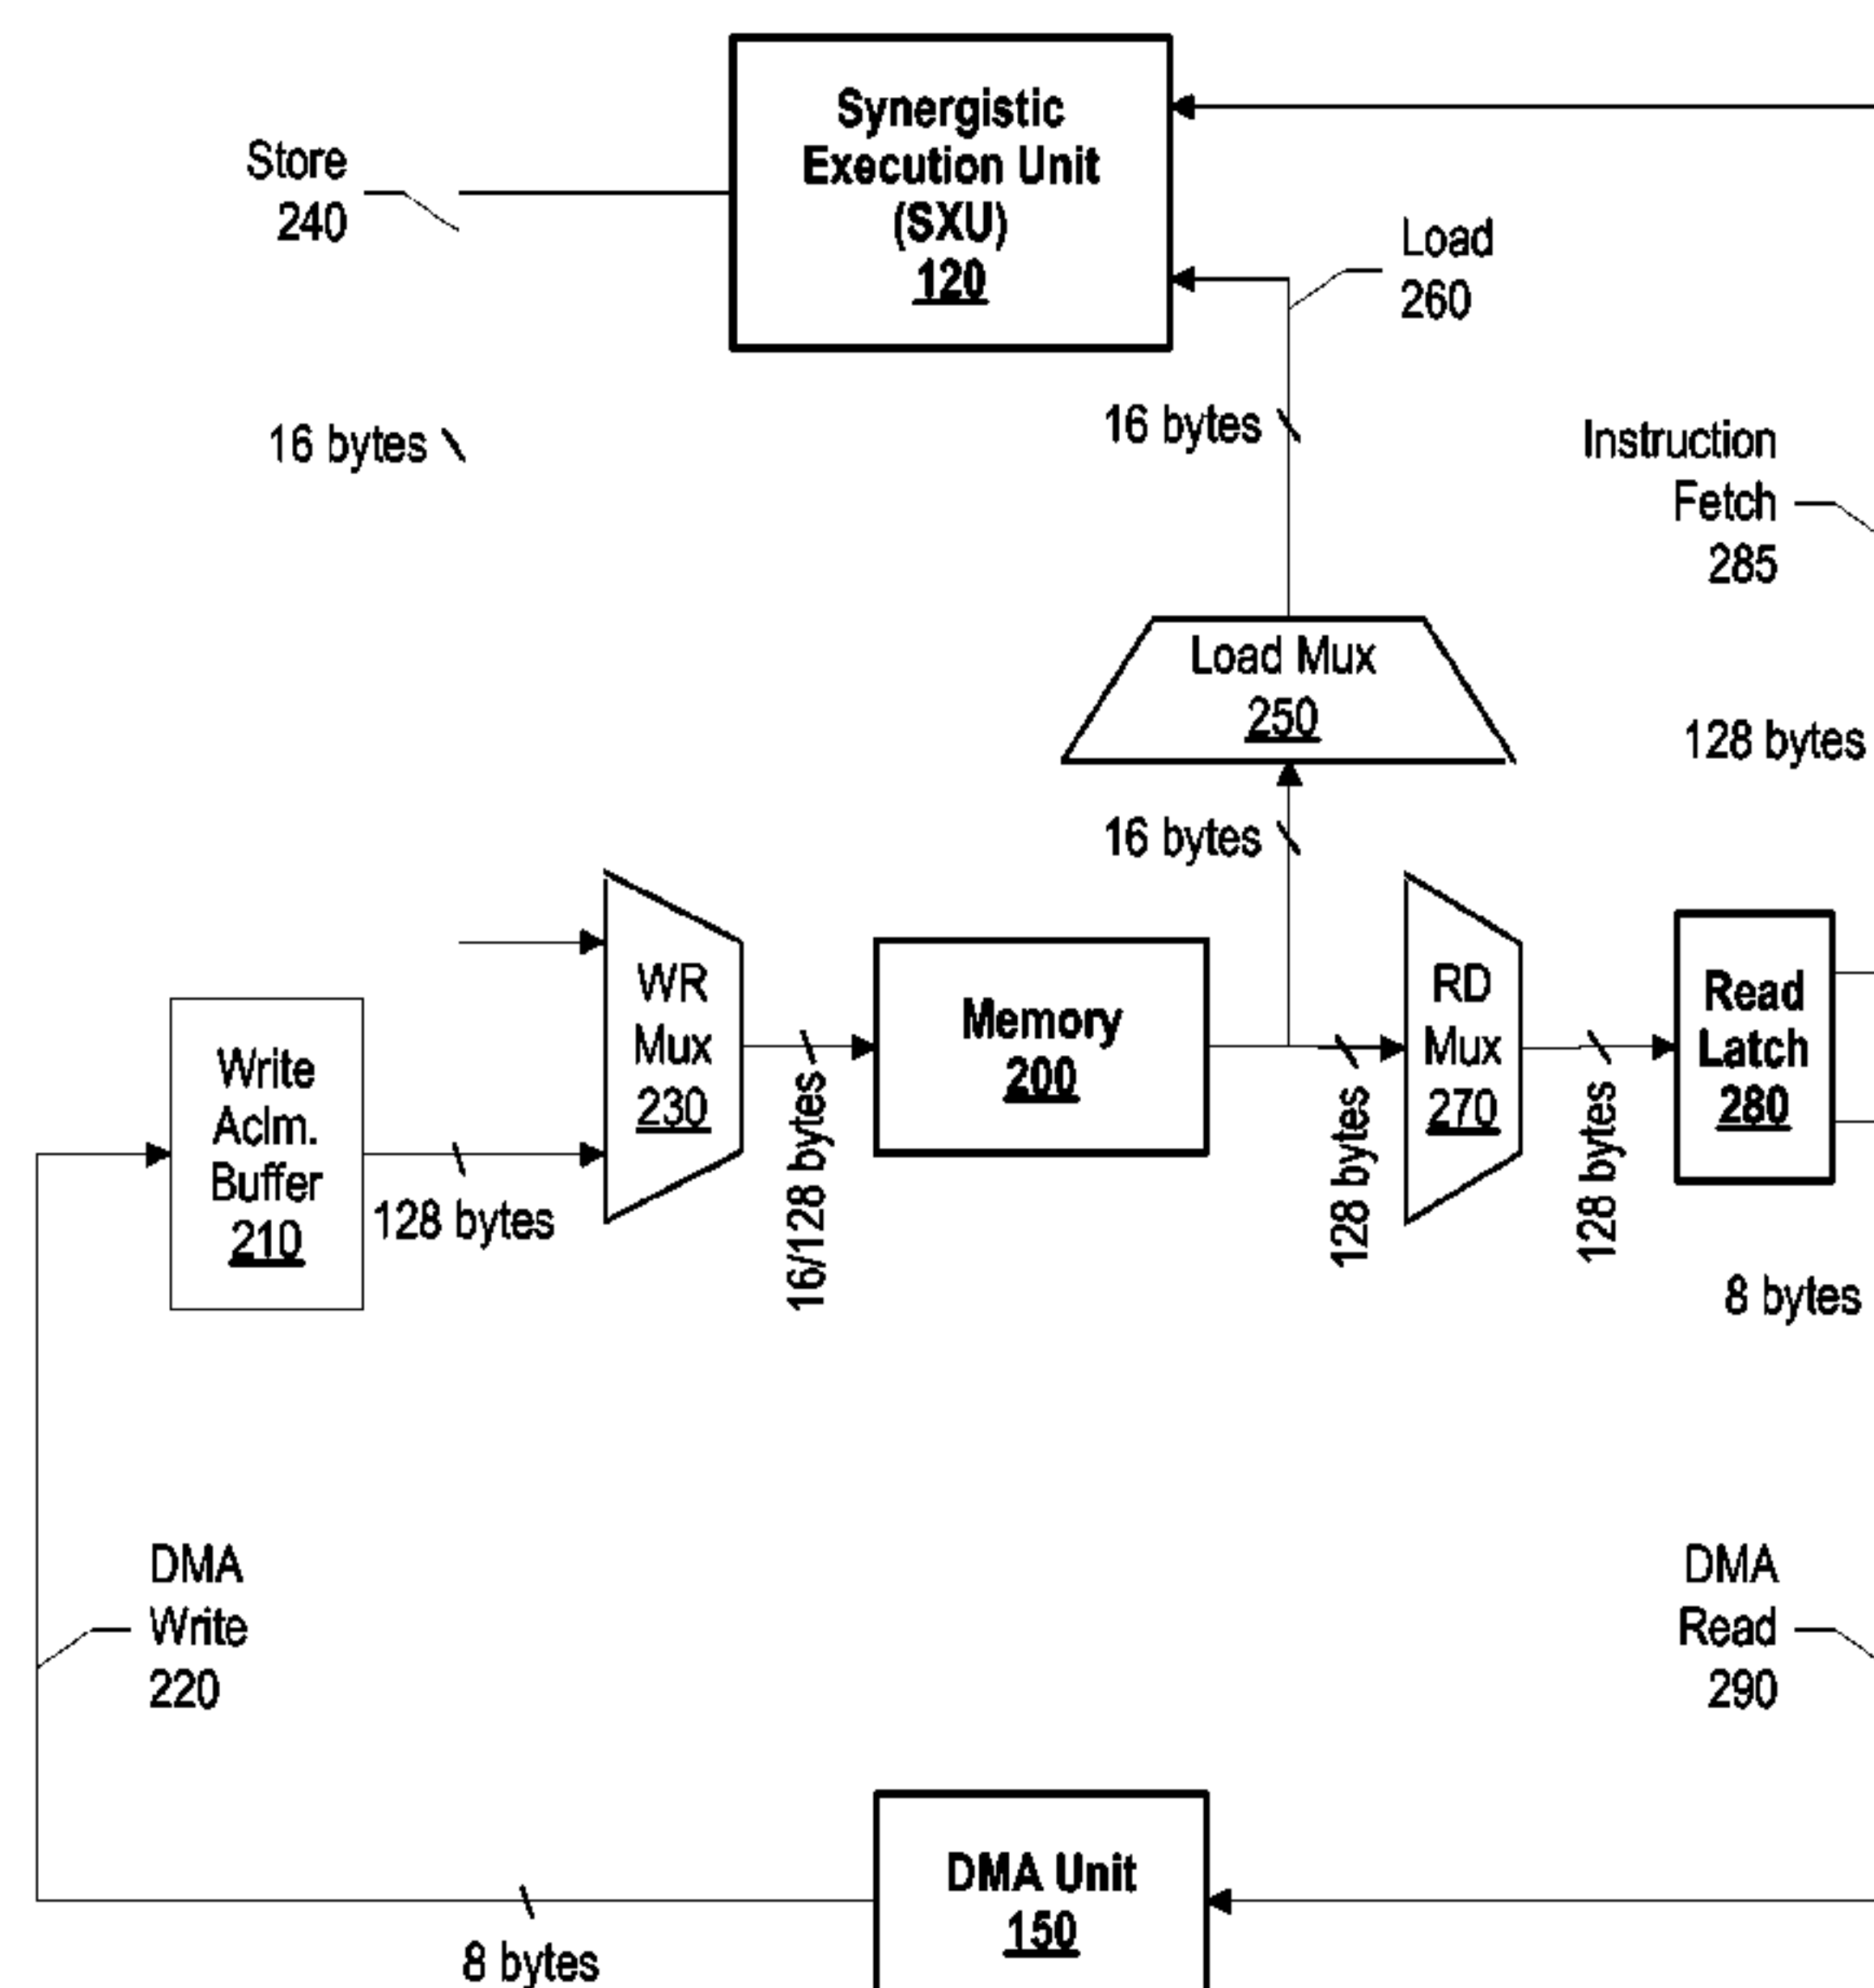 Synergistic
Execution Unit
(SXU)
120
Store
240
Load
260
16 bytes
16 bytes
Instruction
Fetch
285
Load Mux
250
128 bytes
16 bytes
WR
Mux
230
Memory
200
RD
Mux
270
Read
Latch
280
Write
Aclm.
Buffer
210
128 bytes
16/128 bytes
128 bytes
128 bytes
8 bytes
DMA
Write
220
DMA
Read
290
DMA Unit
150
8 bytes